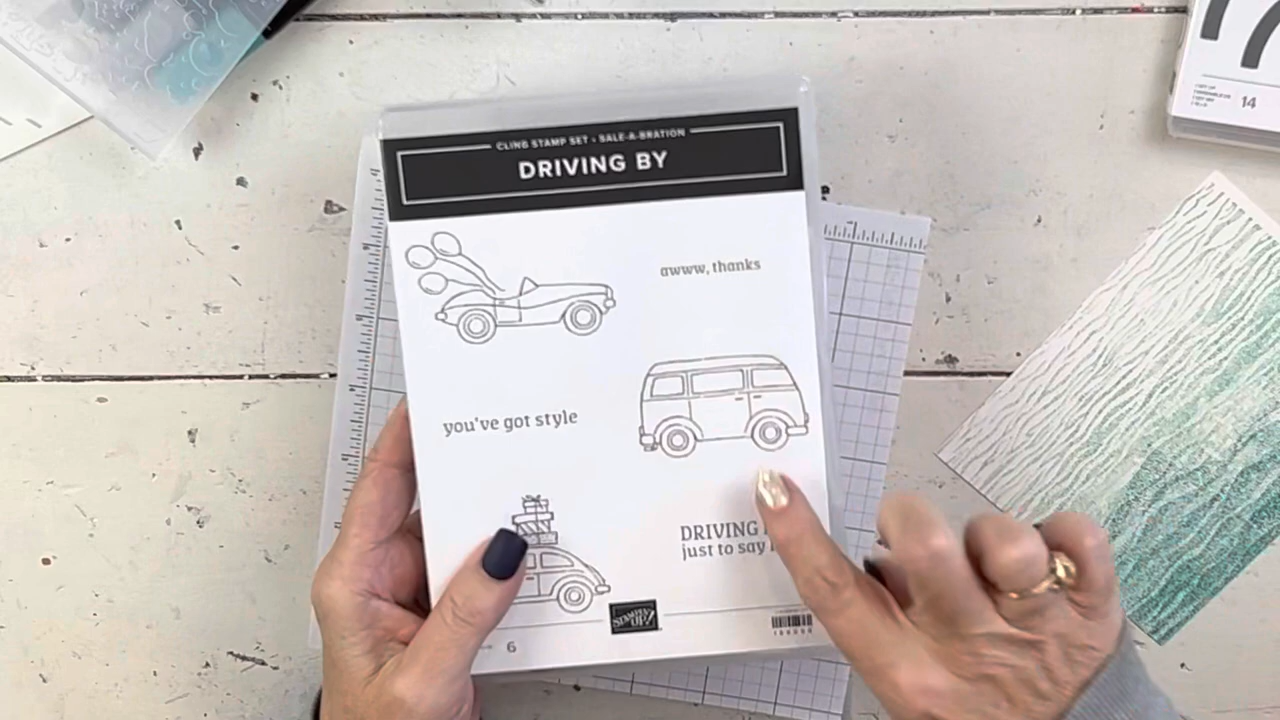 CLING STAMP SET • SALE-A-BRATION
DRIVING BY
awww, thanks
you've got style
DRIVING
just to say
STAMPIN' UP!
6
14